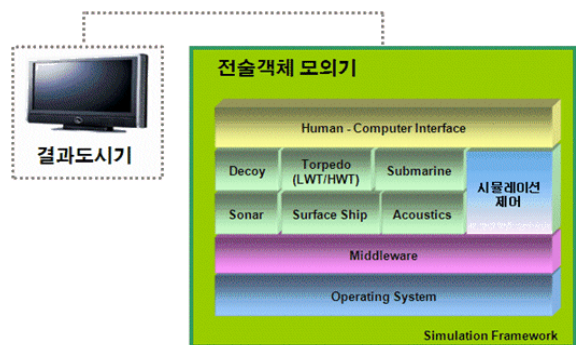 전술객체 모의기
결과도시기
Human - Computer Interface
Decoy
Torpedo
(LWT/HWT)
Submarine
시뮬레이션
제어
Sonar
Surface Ship
Acoustics
Middleware
Operating System
Simulation Framework